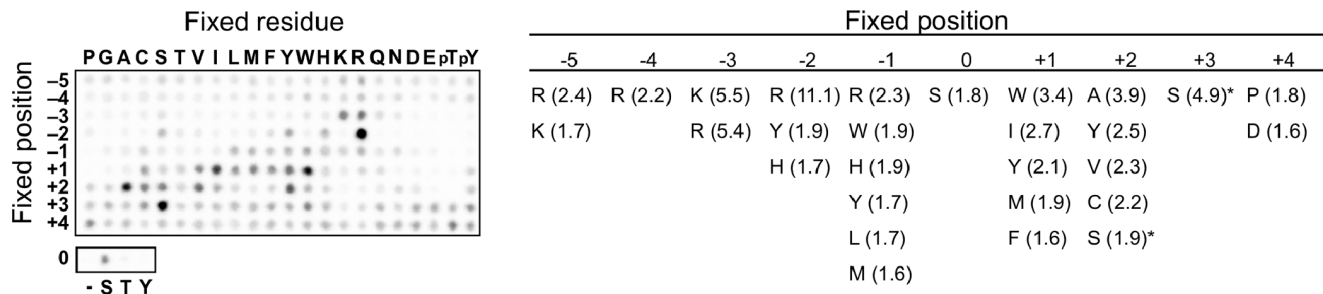 Fixed residue
P G A C S T V I L M F Y W H K R Q N D E pT pY
Fixed position
–5
–4
–3
–2
–1
+1
+2
+3
+4
0
- S T Y
Fixed position
-5 -4 -3 -2 -1 0 +1 +2 +3 +4
R (2.4) R (2.2) K (5.5) R (11.1) R (2.3) S (1.8) W (3.4) A (3.9) S (4.9)* P (1.8)
K (1.7) R (5.4) Y (1.9) W (1.9) I (2.7) Y (2.5) D (1.6)
H (1.7) H (1.9) Y (2.1) V (2.3)
Y (1.7) M (1.9) C (2.2)
L (1.7) F (1.6) S (1.9)*
M (1.6)